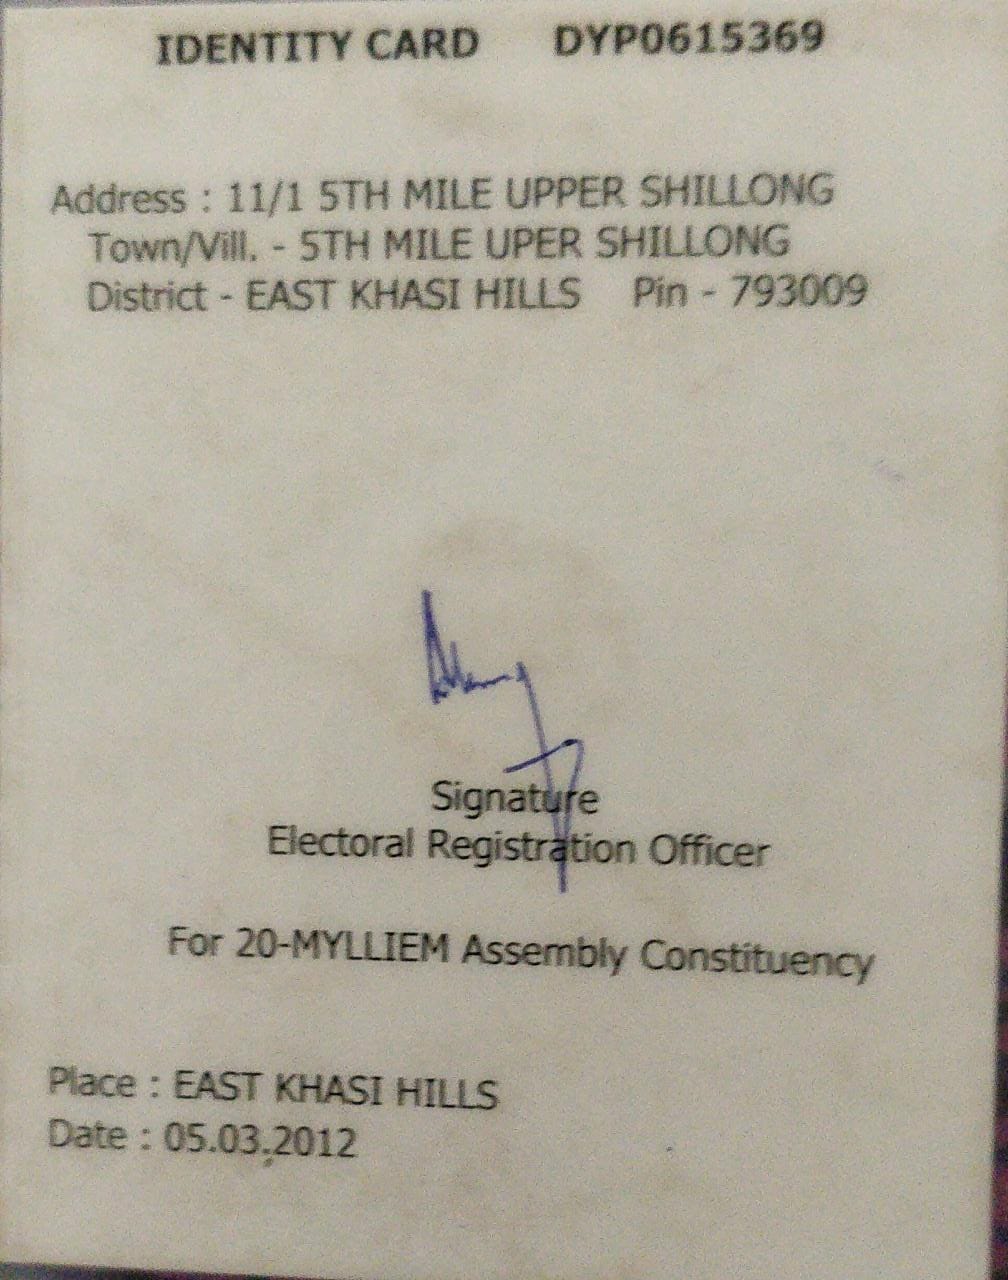 IDENTITY CARD DYP0615369
Address : 11/1 5TH MILE UPPER SHILLONG
Town/Vill. - 5TH MILE UPER SHILLONG
District - EAST KHASI HILLS Pin - 793009
Signature
Electoral Registration Officer
For 20-MYLLIEM Assembly Constituency
Place : EAST KHASI HILLS
Date : 05.03.2012